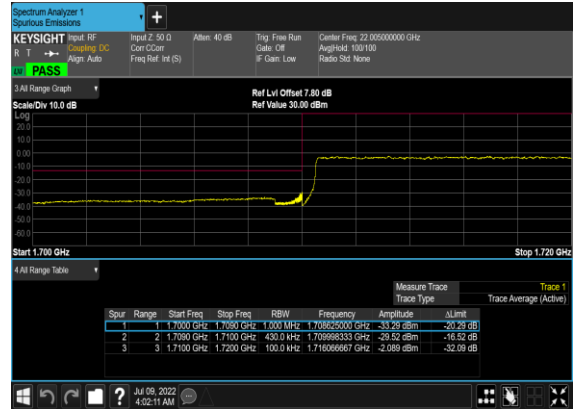 Spectrum Analyzer 1
Spurious Emissions
+
KEYSIGHT Input: RF Input Z: 50 Ω Atten: 40 dB Trig: Free Run Center Freq: 22.005000000 GHz
R T Coupling: DC Corr CCorr Gate: Off Avg|Hold: 100/100
Align: Auto Freq Ref: Int (S) IF Gain: Low Radio Std: None
LM PASS
3 All Range Graph
Ref Lvl Offset 7.80 dB
Scale/Div 10.0 dB Ref Value 30.00 dBm
Log
20.0
10.0
0.00
-10.0
-20.0
-30.0
-40.0
-50.0
-60.0
Start 1.700 GHz Stop 1.720 GHz
4 All Range Table
Measure Trace Trace 1
Trace Type Trace Average (Active)
Spur Range Start Freq Stop Freq RBW Frequency Amplitude ΔLimit
1 1 1.7000 GHz 1.7090 GHz 1.000 MHz 1.708625000 GHz -33.29 dBm -20.29 dB
2 2 1.7090 GHz 1.7100 GHz 430.0 kHz 1.709998333 GHz -29.52 dBm -16.52 dB
3 3 1.7100 GHz 1.7200 GHz 100.0 kHz 1.716066667 GHz -2.089 dBm -32.09 dB
? Jul 09, 2022
4:02:11 AM